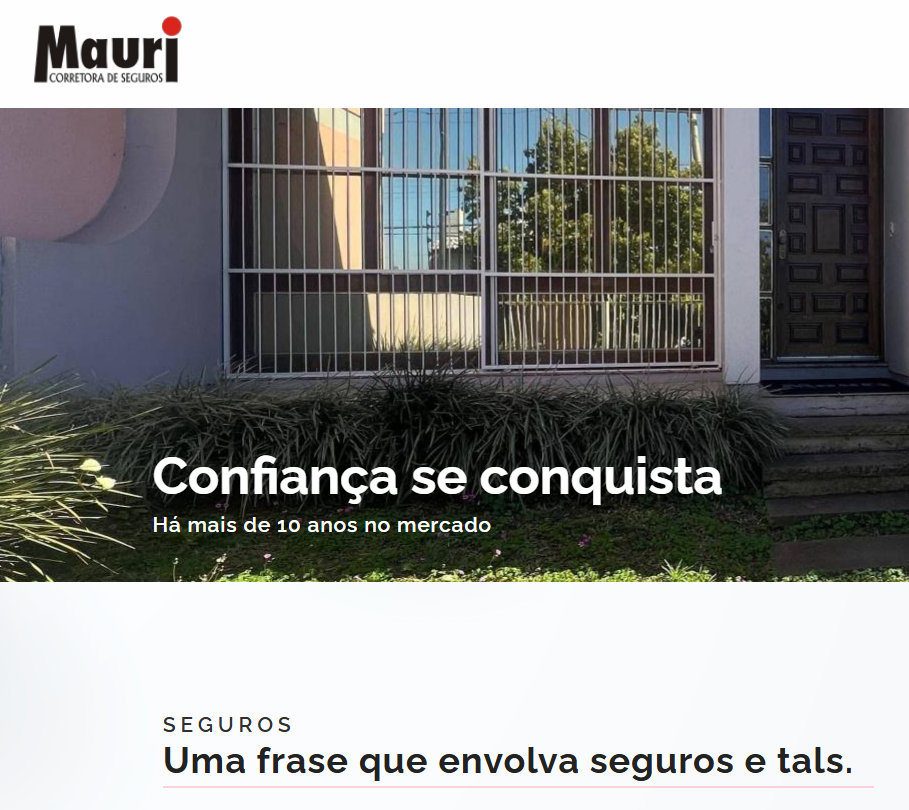 Mauri
CORRETORA DE SEGUROS
Confiança se conquista
Há mais de 10 anos no mercado
SEGUROS
Uma frase que envolva seguros e tals.